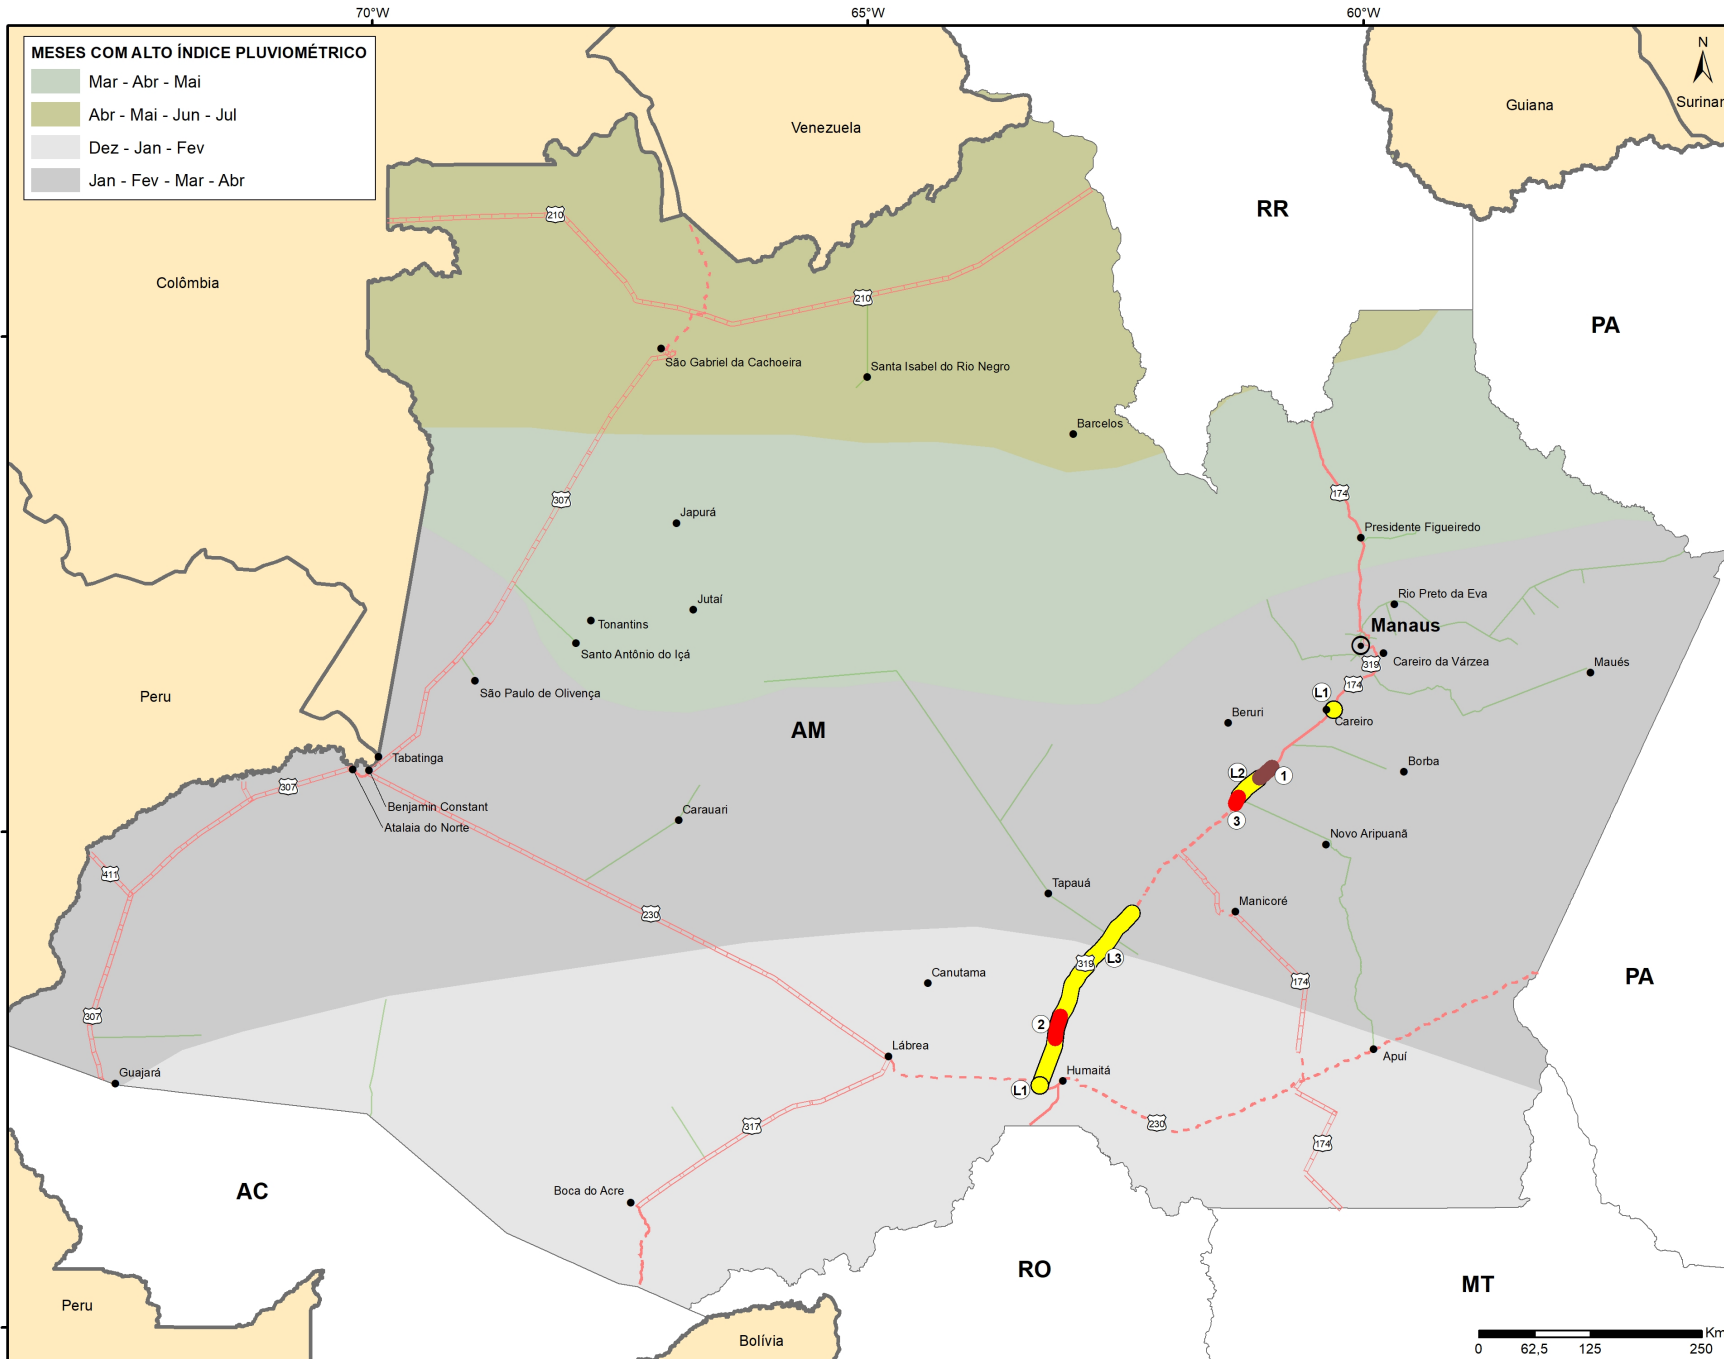 70°W
65°W
60°W
MESES COM ALTO ÍNDICE PLUVIOMÉTRICO
Mar - Abr - Mai
Abr - Mai - Jun - Jul
Dez - Jan - Fev
Jan - Fev - Mar - Abr
N
Guiana
Surinam
Venezuela
Colômbia
RR
PA
210
210
São Gabriel da Cachoeira
Santa Isabel do Rio Negro
Barcelos
307
174
Japurá
Presidente Figueiredo
Jutaí
Tonantins
Santo Antônio do Içá
Rio Preto da Eva
Manaus
Careiro da Várzea
319
Maués
São Paulo de Olivença
174
Peru
L1
Careiro
Beruri
AM
Tabatinga
Borba
L2
1
307
Benjamin Constant
Atalaia do Norte
Carauari
3
Novo Aripuanã
411
Tapauá
Manicoré
230
319
L3
Canutama
174
PA
307
2
Lábrea
Apuí
Guajará
Humaitá
L1
317
230
174
AC
Boca do Acre
RO
MT
Peru
Bolívia
Km
0
62,5
125
250